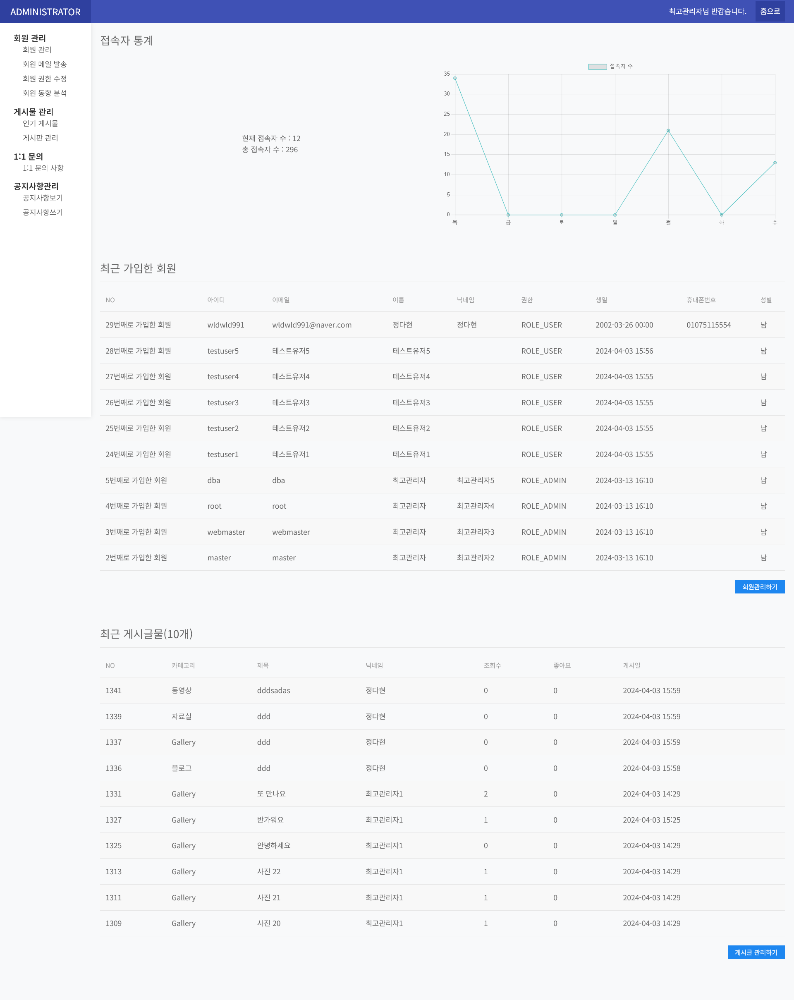 ADMINISTRATOR
최고관리자님 반갑습니다. 홈으로
회원 관리
회원 관리
회원 메일 발송
회원 권한 수정
회원 동향 분석
게시물 관리
인기 게시물
게시판 관리
1:1 문의
1:1 문의 사항
공지사항관리
공지사항보기
공지사항쓰기
접속자 통계
현재 접속자 수 : 12
총 접속자 수 : 296
접속자 수
35
30
25
20
15
10
5
0
목 금 토 일 월 화 수
최근 가입한 회원
NO 아이디 이메일 이름 닉네임 권한 생일 휴대폰번호 성별
29번째로 가입한 회원 wldwld991 wldwld991@naver.com 정다현 정다현 ROLE_USER 2002-03-26 00:00 01075115554 남
28번째로 가입한 회원 testuser5 테스트유저5 테스트유저5 ROLE_USER 2024-04-03 15:56 남
27번째로 가입한 회원 testuser4 테스트유저4 테스트유저4 ROLE_USER 2024-04-03 15:55 남
26번째로 가입한 회원 testuser3 테스트유저3 테스트유저3 ROLE_USER 2024-04-03 15:55 남
25번째로 가입한 회원 testuser2 테스트유저2 테스트유저2 ROLE_USER 2024-04-03 15:55 남
24번째로 가입한 회원 testuser1 테스트유저1 테스트유저1 ROLE_USER 2024-04-03 15:55 남
5번째로 가입한 회원 dba dba 최고관리자 최고관리자5 ROLE_ADMIN 2024-03-13 16:10 남
4번째로 가입한 회원 root root 최고관리자 최고관리자4 ROLE_ADMIN 2024-03-13 16:10 남
3번째로 가입한 회원 webmaster webmaster 최고관리자 최고관리자3 ROLE_ADMIN 2024-03-13 16:10 남
2번째로 가입한 회원 master master 최고관리자 최고관리자2 ROLE_ADMIN 2024-03-13 16:10 남
회원관리하기
최근 게시글물(10개)
NO 카테고리 제목 닉네임 조회수 좋아요 게시일
1341 동영상 dddsadas 정다현 0 0 2024-04-03 15:59
1339 자료실 ddd 정다현 0 0 2024-04-03 15:59
1337 Gallery ddd 정다현 0 0 2024-04-03 15:59
1336 블로그 ddd 정다현 0 0 2024-04-03 15:58
1331 Gallery 또 만나요 최고관리자1 2 0 2024-04-03 14:29
1327 Gallery 반가워요 최고관리자1 1 0 2024-04-03 15:25
1325 Gallery 안녕하세요 최고관리자1 0 0 2024-04-03 14:29
1313 Gallery 사진 22 최고관리자1 1 0 2024-04-03 14:29
1311 Gallery 사진 21 최고관리자1 1 0 2024-04-03 14:29
1309 Gallery 사진 20 최고관리자1 1 0 2024-04-03 14:29
게시글 관리하기